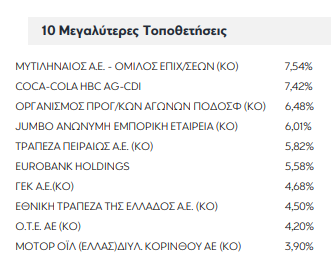 10 Μεγαλύτερες Τοποθετήσεις
ΜΥΤΙΛΗΝΑΙΟΣ Α.Ε. - ΟΜΙΛΟΣ ΕΠΙΧ/ΣΕΩΝ (ΚΟ) 7,54%
COCA-COLA HBC AG-CDI 7,42%
ΟΡΓΑΝΙΣΜΟΣ ΠΡΟΓ/ΚΩΝ ΑΓΩΝΩΝ ΠΟΔΟΣΦ (ΚΟ) 6,48%
JUMBO ΑΝΩΝΥΜΗ ΕΜΠΟΡΙΚΗ ΕΤΑΙΡΕΙΑ (ΚΟ) 6,01%
ΤΡΑΠΕΖΑ ΠΕΙΡΑΙΩΣ Α.Ε. (ΚΟ) 5,82%
EUROBANK HOLDINGS 5,58%
ΓΕΚ Α.Ε.(ΚΟ) 4,68%
ΕΘΝΙΚΗ ΤΡΑΠΕΖΑ ΤΗΣ ΕΛΛΑΔΟΣ Α.Ε. (ΚΟ) 4,50%
Ο.Τ.Ε. ΑΕ (ΚΟ) 4,20%
ΜΟΤΟΡ ΟΪΛ (ΕΛΛΑΣ)ΔΙΥΛ. ΚΟΡΙΝΘΟΥ ΑΕ (ΚΟ) 3,90%